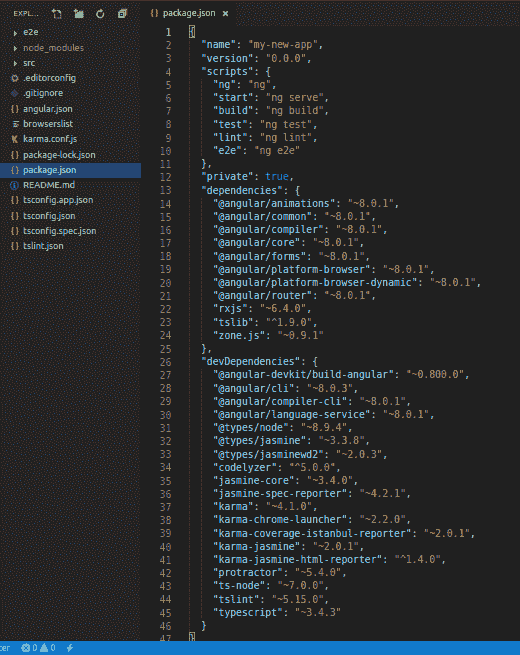 EXPL...
package.json ×
e2e
node_modules
src
.editorconfig
.gitignore
angular.json
browserslist
karma.conf.js
package-lock.json
package.json
README.md
tsconfig.app.json
tsconfig.json
tsconfig.spec.json
tslint.json
1 {
2 "name": "my-new-app",
3 "version": "0.0.0",
4 "scripts": {
5 "ng": "ng",
6 "start": "ng serve",
7 "build": "ng build",
8 "test": "ng test",
9 "lint": "ng lint",
10 "e2e": "ng e2e"
11 },
12 "private": true,
13 "dependencies": {
14 "@angular/animations": "~8.0.1",
15 "@angular/common": "~8.0.1",
16 "@angular/compiler": "~8.0.1",
17 "@angular/core": "~8.0.1",
18 "@angular/forms": "~8.0.1",
19 "@angular/platform-browser": "~8.0.1",
20 "@angular/platform-browser-dynamic": "~8.0.1",
21 "@angular/router": "~8.0.1",
22 "rxjs": "~6.4.0",
23 "tslib": "^1.9.0",
24 "zone.js": "~0.9.1"
25 },
26 "devDependencies": {
27 "@angular-devkit/build-angular": "~0.800.0",
28 "@angular/cli": "~8.0.3",
29 "@angular/compiler-cli": "~8.0.1",
30 "@angular/language-service": "~8.0.1",
31 "@types/node": "~8.9.4",
32 "@types/jasmine": "~3.3.8",
33 "@types/jasminewd2": "~2.0.3",
34 "codelyzer": "^5.0.0",
35 "jasmine-core": "~3.4.0",
36 "jasmine-spec-reporter": "~4.2.1",
37 "karma": "~4.1.0",
38 "karma-chrome-launcher": "~2.2.0",
39 "karma-coverage-istanbul-reporter": "~2.0.1",
40 "karma-jasmine": "~2.0.1",
41 "karma-jasmine-html-reporter": "^1.4.0",
42 "protractor": "~5.4.0",
43 "ts-node": "~7.0.0",
44 "tslint": "~5.15.0",
45 "typescript": "~3.4.3"
46 }
47 }
ter 0 0